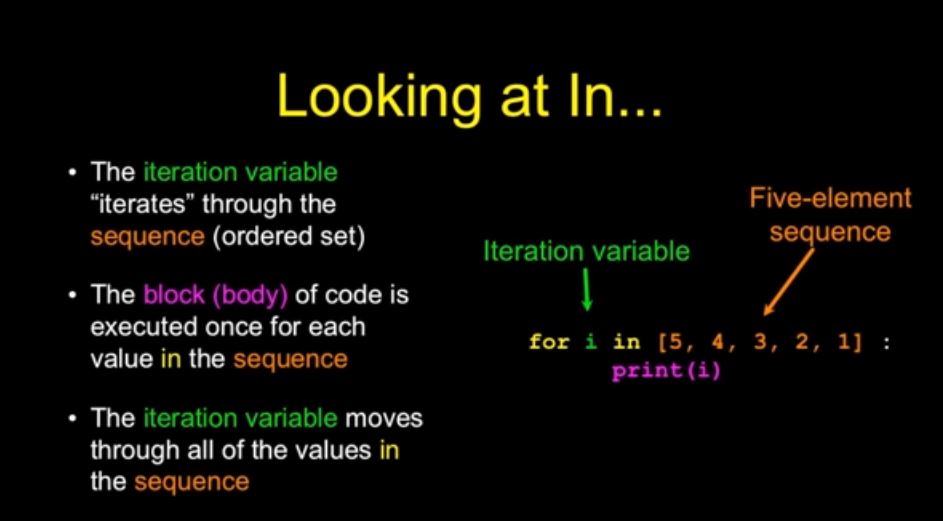 Looking at In...
• The iteration variable
“iterates” through the
sequence (ordered set)
• The block (body) of code is
executed once for each
value in the sequence
• The iteration variable moves
through all of the values in
the sequence
Five-element
sequence
Iteration variable
for i in [5, 4, 3, 2, 1] :
print(i)